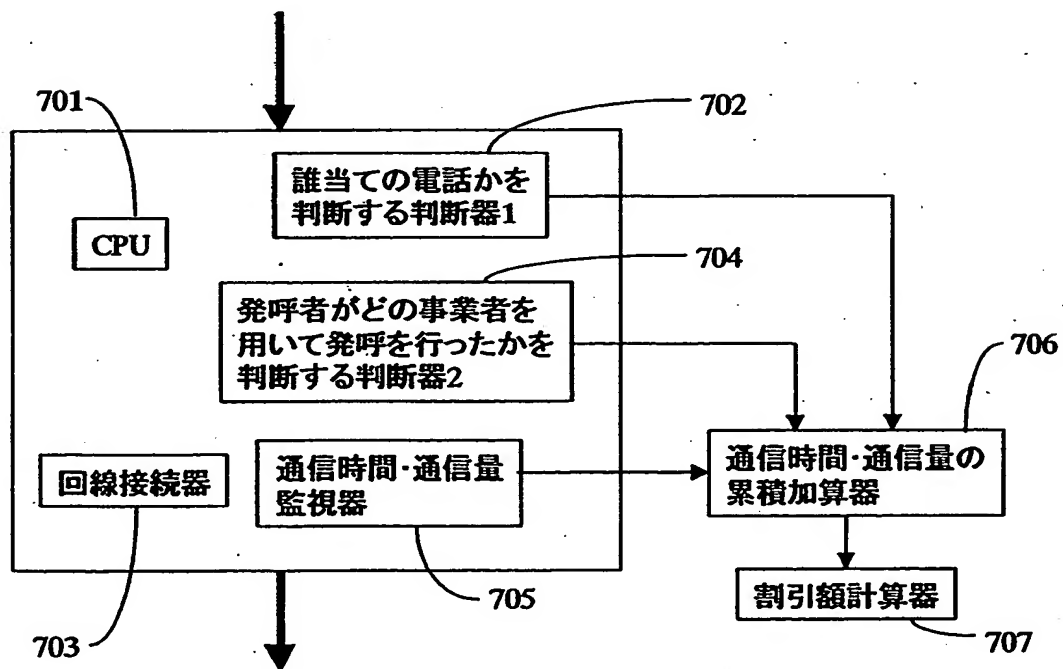 701
702
誰当ての電話かを
判断する判断器1
CPU
704
発呼者がどの事業者を
用いて発呼を行ったかを
判断する判断器2
706
回線接続器
通信時間・通信量
監視器
通信時間・通信量の
累積加算器
705
割引額計算器
703
707